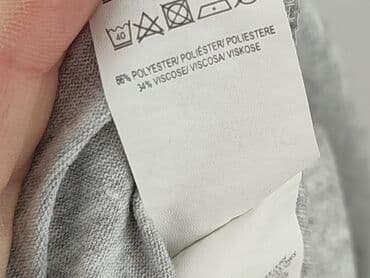 40
66% POLYESTER/ POLIÉSTER/ POLIESTERE
34% VISCOSE/ VISCOSA/ VISKOSE